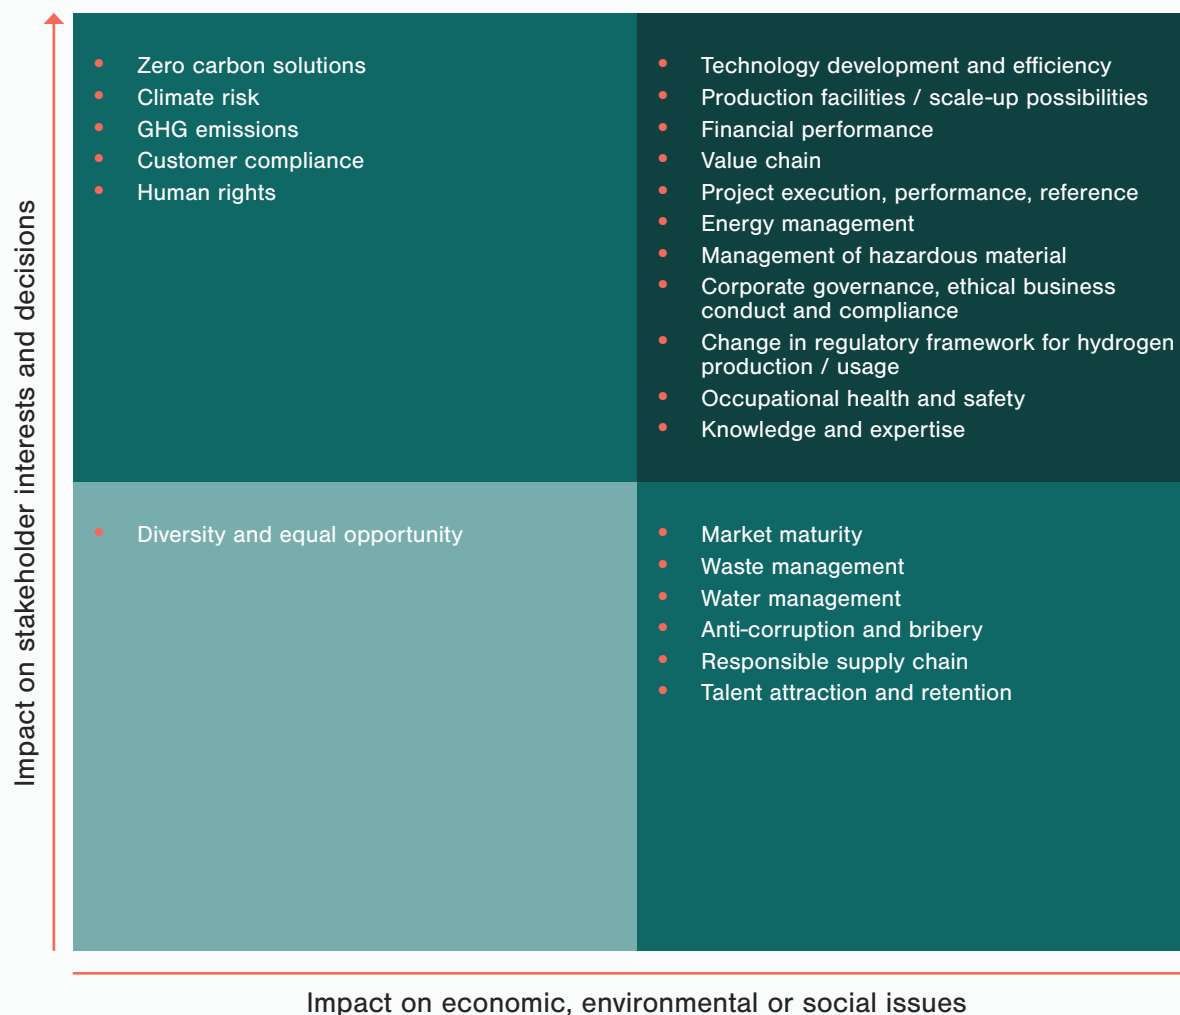 Impact on stakeholder interests and decisions
• Zero carbon solutions
• Climate risk
• GHG emissions
• Customer compliance
• Human rights
• Technology development and efficiency
• Production facilities / scale-up possibilities
• Financial performance
• Value chain
• Project execution, performance, reference
• Energy management
• Management of hazardous material
• Corporate governance, ethical business
conduct and compliance
• Change in regulatory framework for hydrogen
production / usage
• Occupational health and safety
• Knowledge and expertise
• Diversity and equal opportunity
• Market maturity
• Waste management
• Water management
• Anti-corruption and bribery
• Responsible supply chain
• Talent attraction and retention
Impact on economic, environmental or social issues